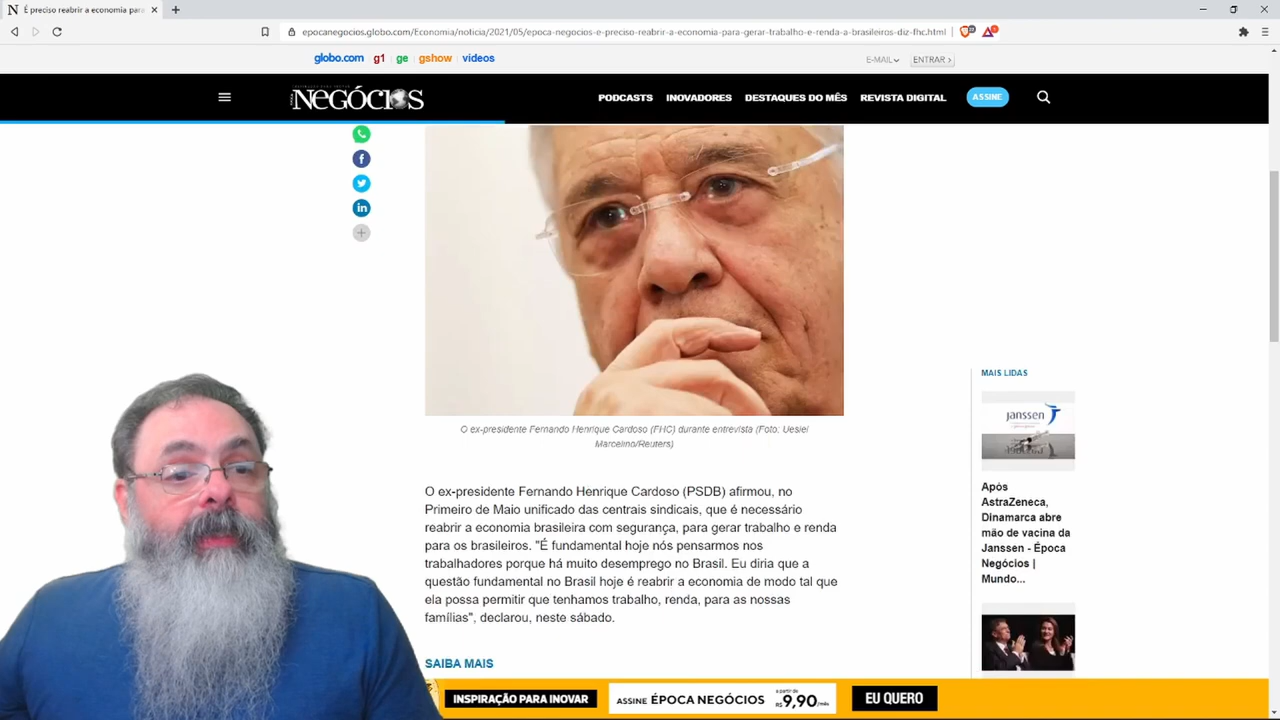 É preciso reabrir a economia para
epocanegocios.globo.com/Economia/noticia/2021/05/epoca-negocios-e-preciso-reabrir-a-economia-para-gerar-trabalho-e-renda-a-brasileiros-diz-fhc.html
globo.com g1 ge gshow videos
E-MAIL ENTRAR
NEGÓCIOS
PODCASTS INOVADORES DESTAQUES DO MÊS REVISTA DIGITAL ASSINE
O ex-presidente Fernando Henrique Cardoso (FHC) durante entrevista (Foto: Ueslei
Marcelino/Reuters)
O ex-presidente Fernando Henrique Cardoso (PSDB) afirmou, no
Primeiro de Maio unificado das centrais sindicais, que é necessário
reabrir a economia brasileira com segurança, para gerar trabalho e renda
para os brasileiros. "É fundamental hoje nós pensarmos nos
trabalhadores porque há muito desemprego no Brasil. Eu diria que a
questão fundamental no Brasil hoje é reabrir a economia de modo tal que
ela possa permitir que tenhamos trabalho, renda, para as nossas
famílias", declarou, neste sábado.
SAIBA MAIS
MAIS LIDAS
janssen
Após
AstraZeneca,
Dinamarca abre
mão de vacina da
Janssen - Época
Negócios |
Mundo...
INSPIRAÇÃO PARA INOVAR
ASSINE ÉPOCA NEGÓCIOS
a partir de
R$ 9,90/mês
EU QUERO